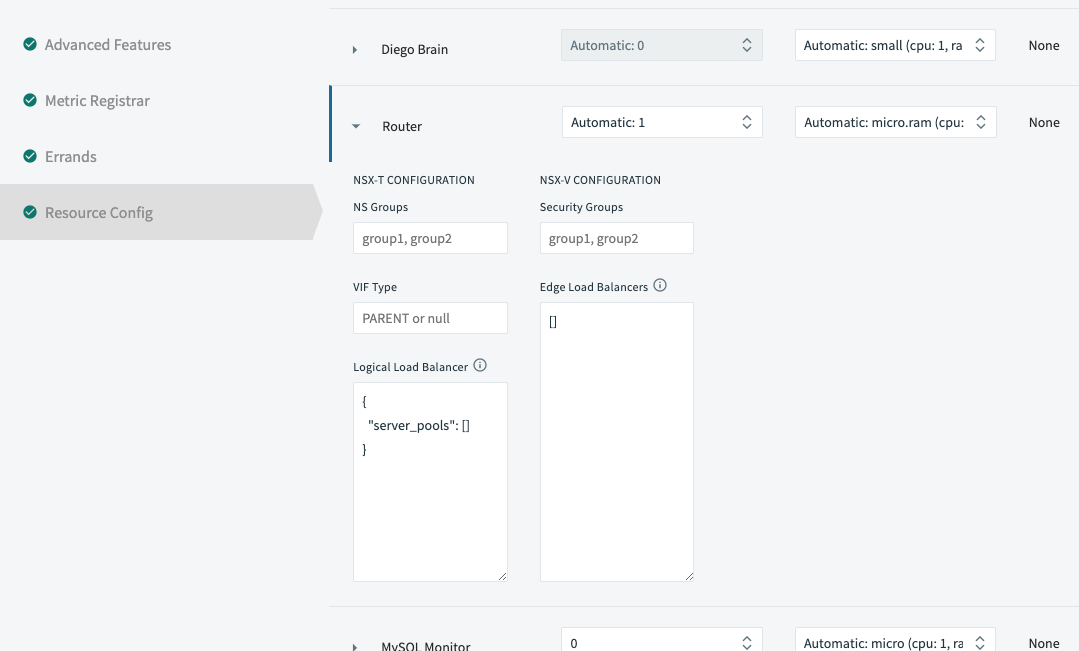 Advanced Features
Metric Registrar
Errands
Resource Config
Diego Brain
Automatic: 0
Automatic: small (cpu: 1, ra
None
Router
Automatic: 1
Automatic: micro.ram (cpu:
None
NSX-T CONFIGURATION
NS Groups
group1, group2
VIF Type
PARENT or null
Logical Load Balancer
{
"server_pools": []
}
NSX-V CONFIGURATION
Security Groups
group1, group2
Edge Load Balancers
[]
MySQL Monitor
0
Automatic: micro (cpu: 1, ra
None